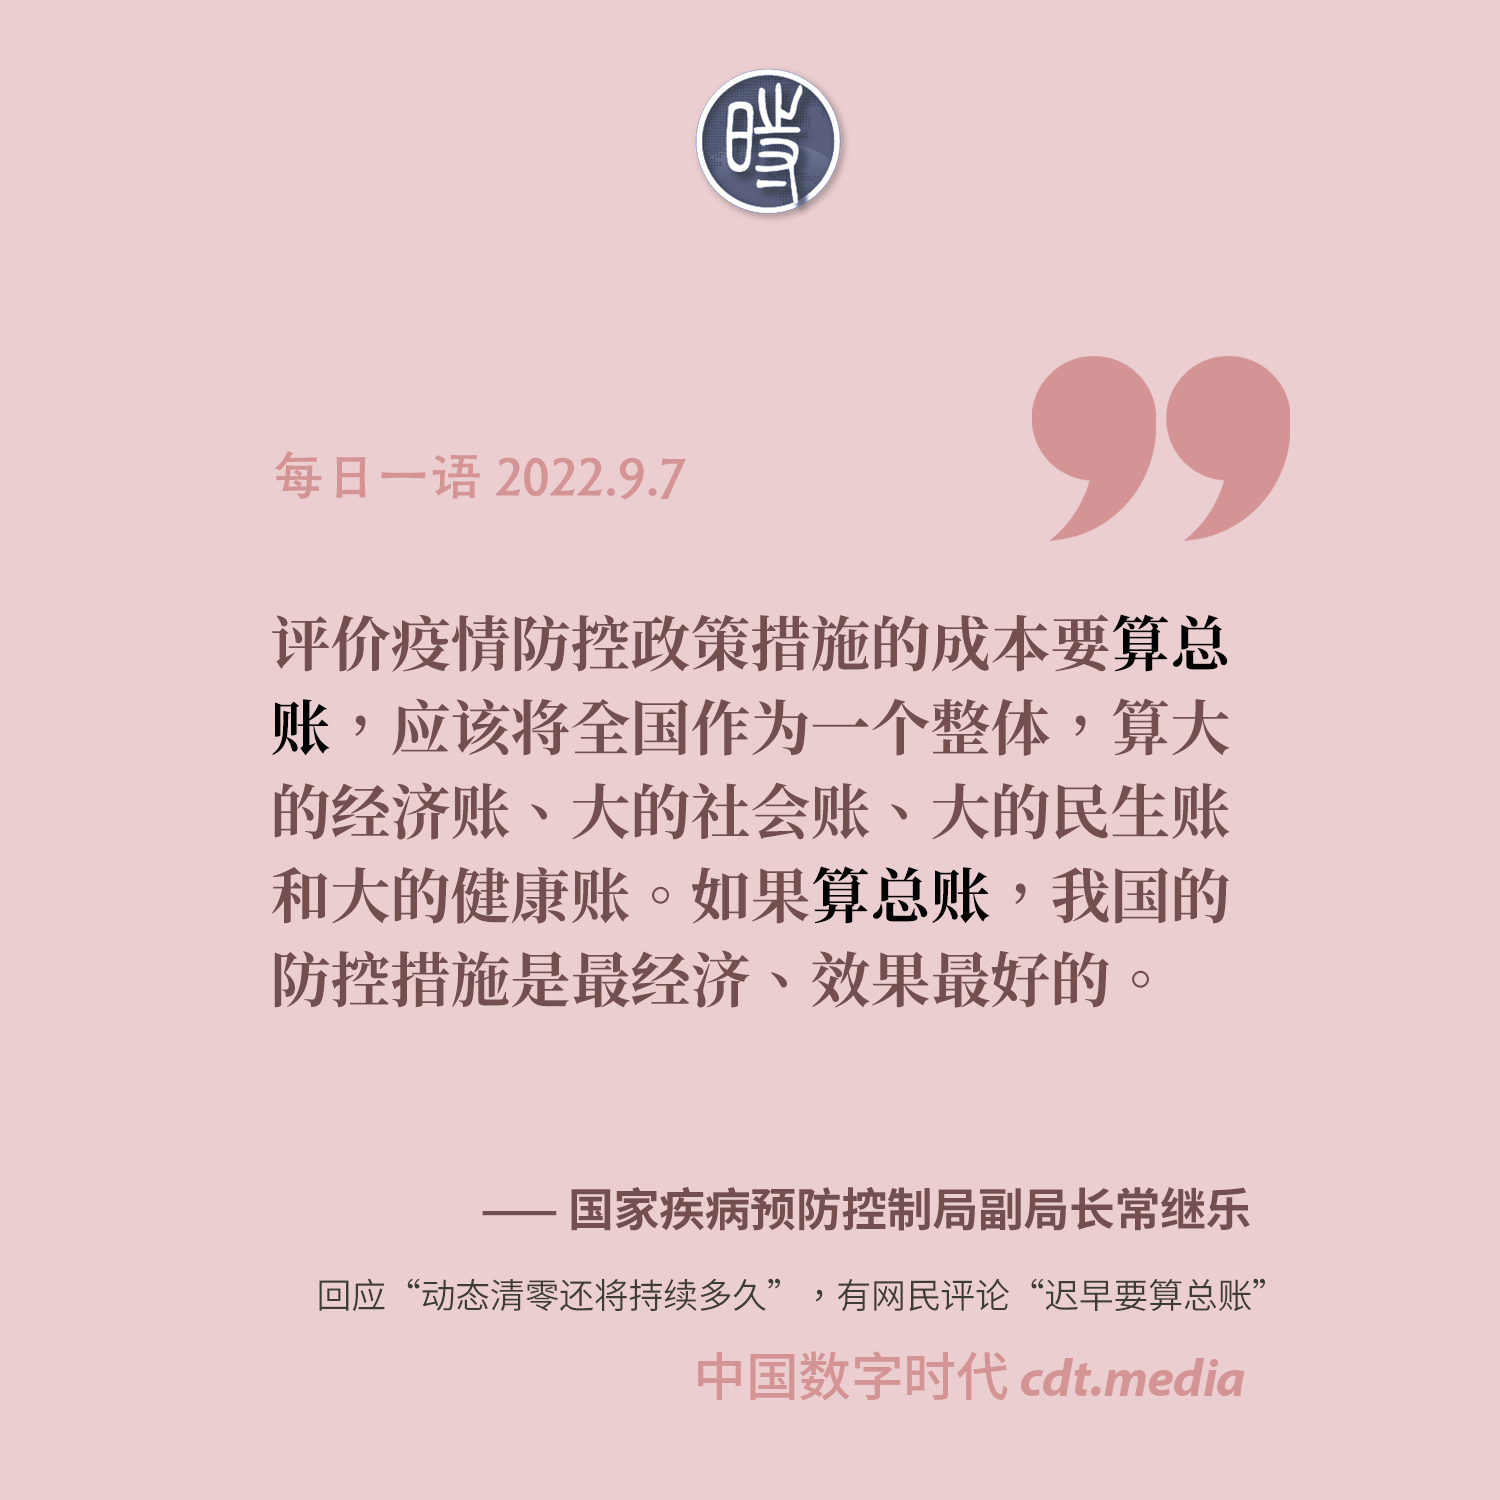 時
每日一语 2022.9.7
评价疫情防控政策措施的成本要算总
账，应该将全国作为一个整体，算大
的经济账、大的社会账、大的民生账
和大的健康账。如果算总账，我国的
防控措施是最经济、效果最好的。
—— 国家疾病预防控制局副局长常继乐
回应“动态清零还将持续多久”，有网民评论“迟早要算总账”
中国数字时代 cdt.media